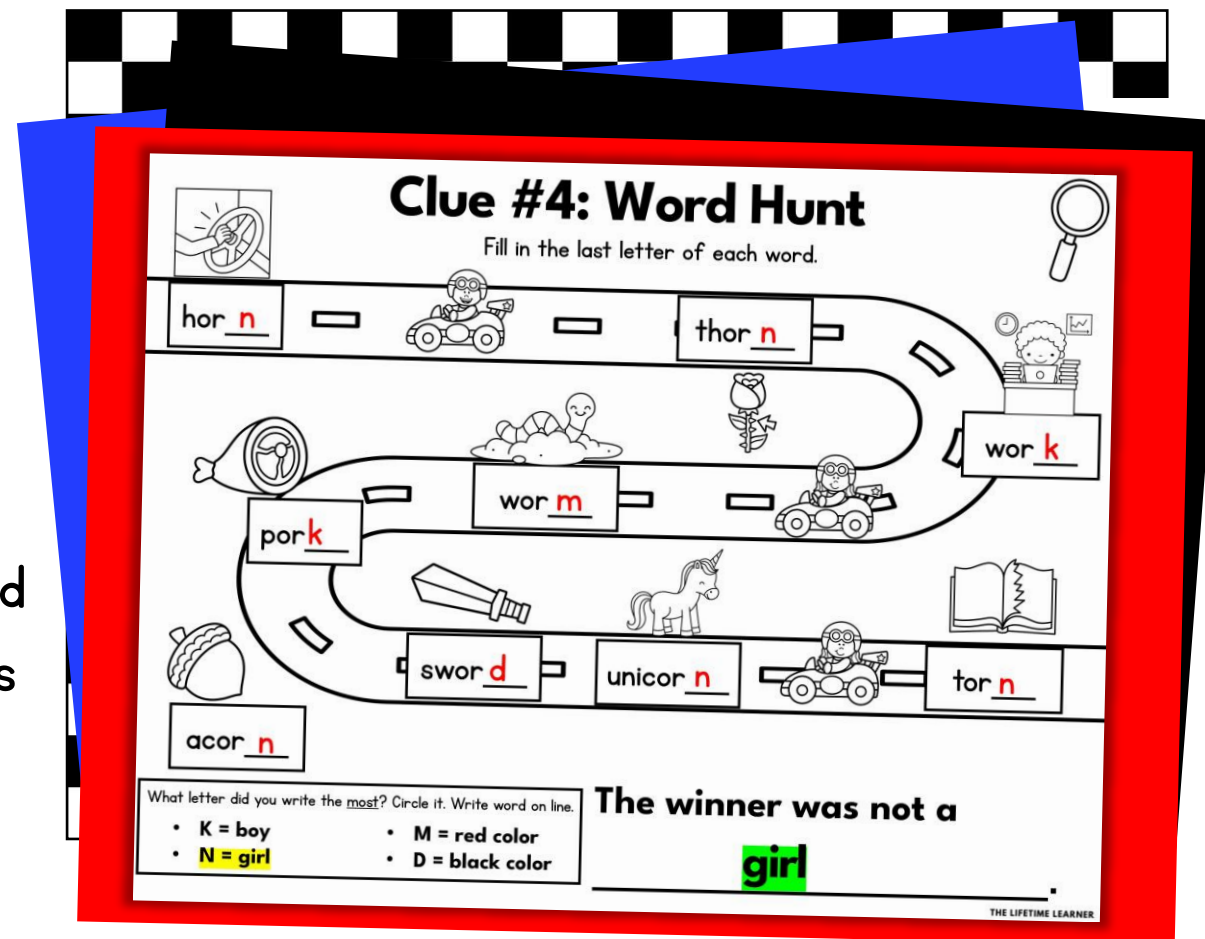 Clue #4: Word Hunt
Fill in the last letter of each word.
hor n
thor n
wor k
wor m
pork
swor d
unicor n
tor n
acor n
d
s
What letter did you write the most? Circle it. Write word on line.
• K = boy
• N = girl
• M = red color
• D = black color
The winner was not a
girl.
THE LIFETIME LEARNER